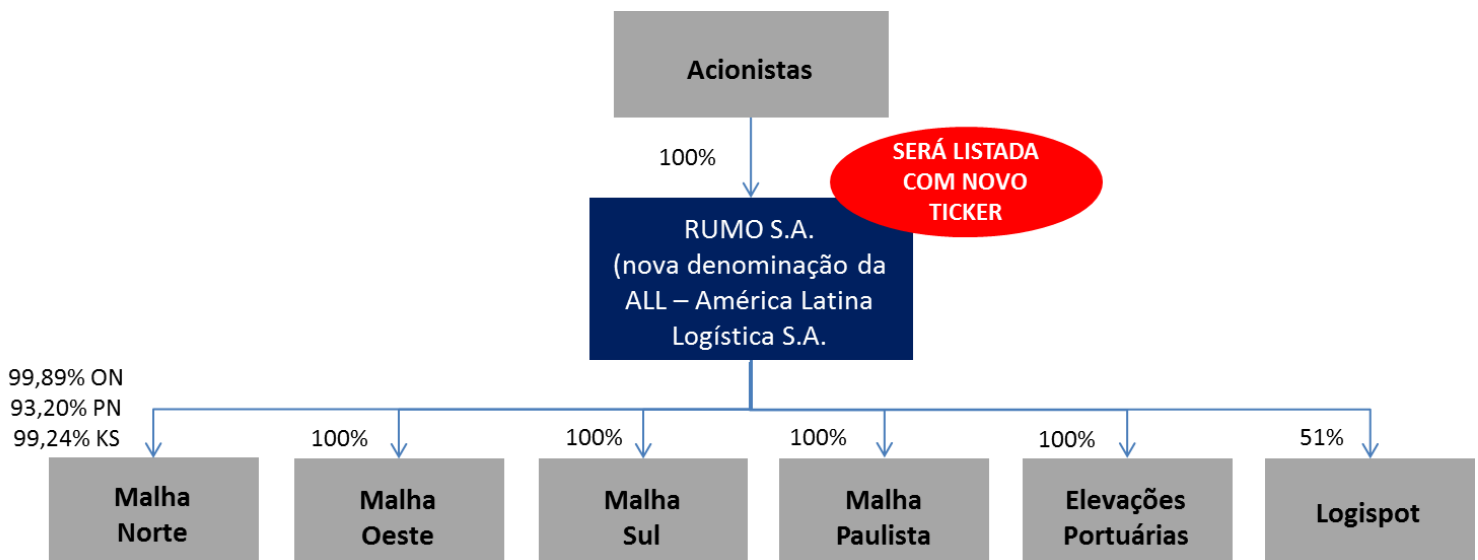 Acionistas
100%
SERÁ LISTADA
COM NOVO
TICKER
RUMO S.A.
(nova denominação da
ALL – América Latina
Logística S.A.
99,89% ON
93,20% PN
99,24% KS
100%
100%
100%
100%
51%
Malha
Norte
Malha
Oeste
Malha
Sul
Malha
Paulista
Elevações
Portuárias
Logispot